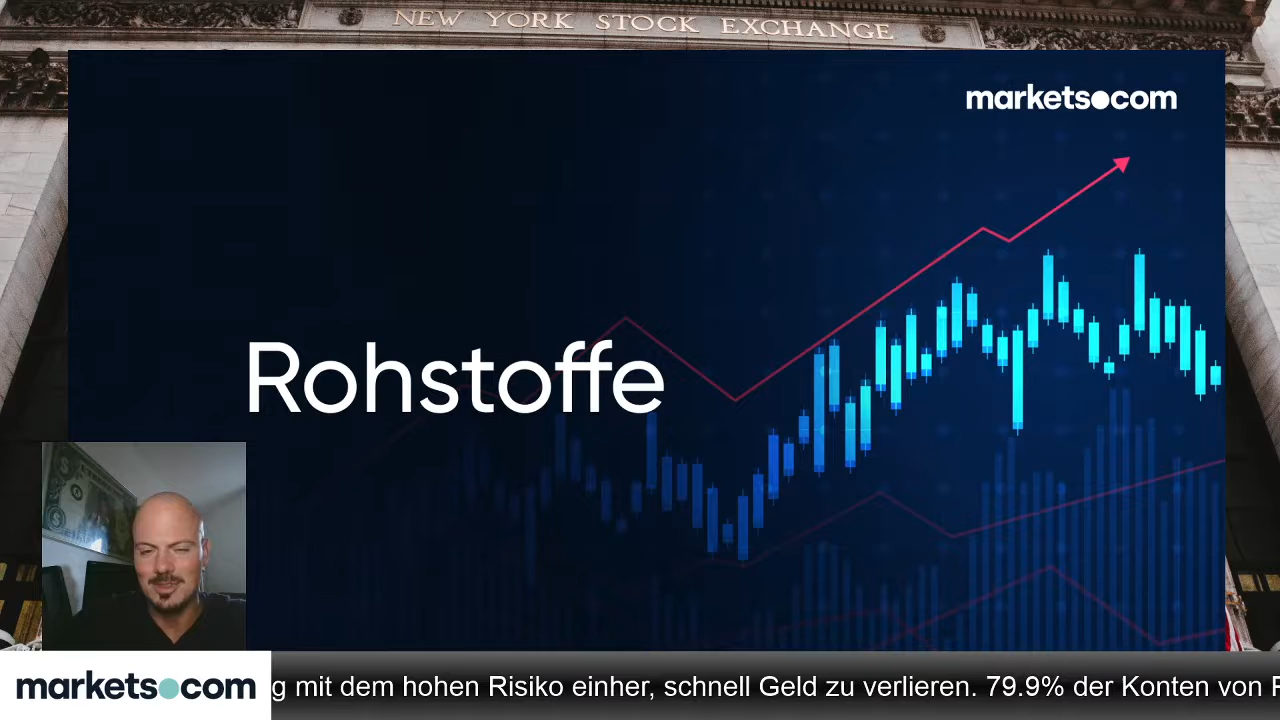 NEW YORK STOCK EXCHANGE
markets.com
Rohstoffe
markets.com
mit dem hohen Risiko einher, schnell Geld zu verlieren. 79.9% der Konten von